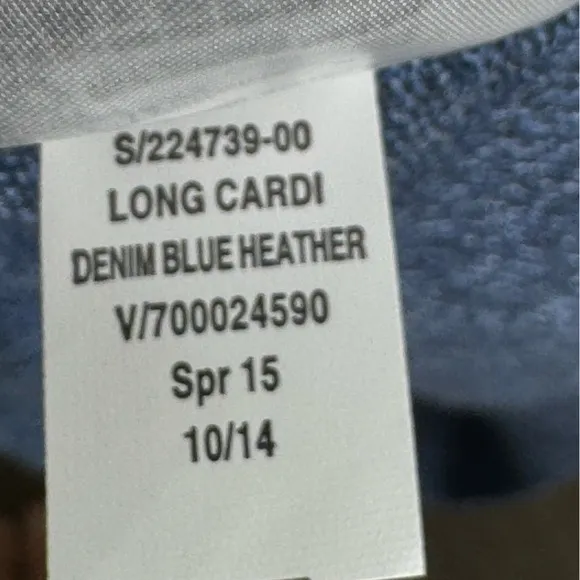 S/224739-00
LONG CARDI
DENIM BLUE HEATHER
V/700024590
Spr 15
10/14